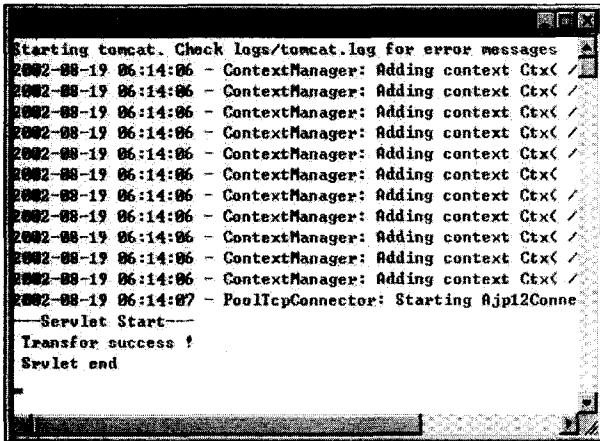 Starting tomcat. Check logs/tomcat.log for error messages
2002-08-19 06:14:06 - ContextManager: Adding context Ctx( /
2002-08-19 06:14:06 - ContextManager: Adding context Ctx( /
2002-08-19 06:14:06 - ContextManager: Adding context Ctx( /
2002-08-19 06:14:06 - ContextManager: Adding context Ctx( /
2002-08-19 06:14:06 - ContextManager: Adding context Ctx( /
2002-08-19 06:14:06 - ContextManager: Adding context Ctx( /
2002-08-19 06:14:06 - ContextManager: Adding context Ctx( /
2002-08-19 06:14:06 - ContextManager: Adding context Ctx( /
2002-08-19 06:14:06 - ContextManager: Adding context Ctx( /
2002-08-19 06:14:06 - ContextManager: Adding context Ctx( /
2002-08-19 06:14:06 - ContextManager: Adding context Ctx( /
2002-08-19 06:14:07 - PoolTcpConnector: Starting Ajp12Conne
---Servlet Start---
Transfor success !
Srvlet end